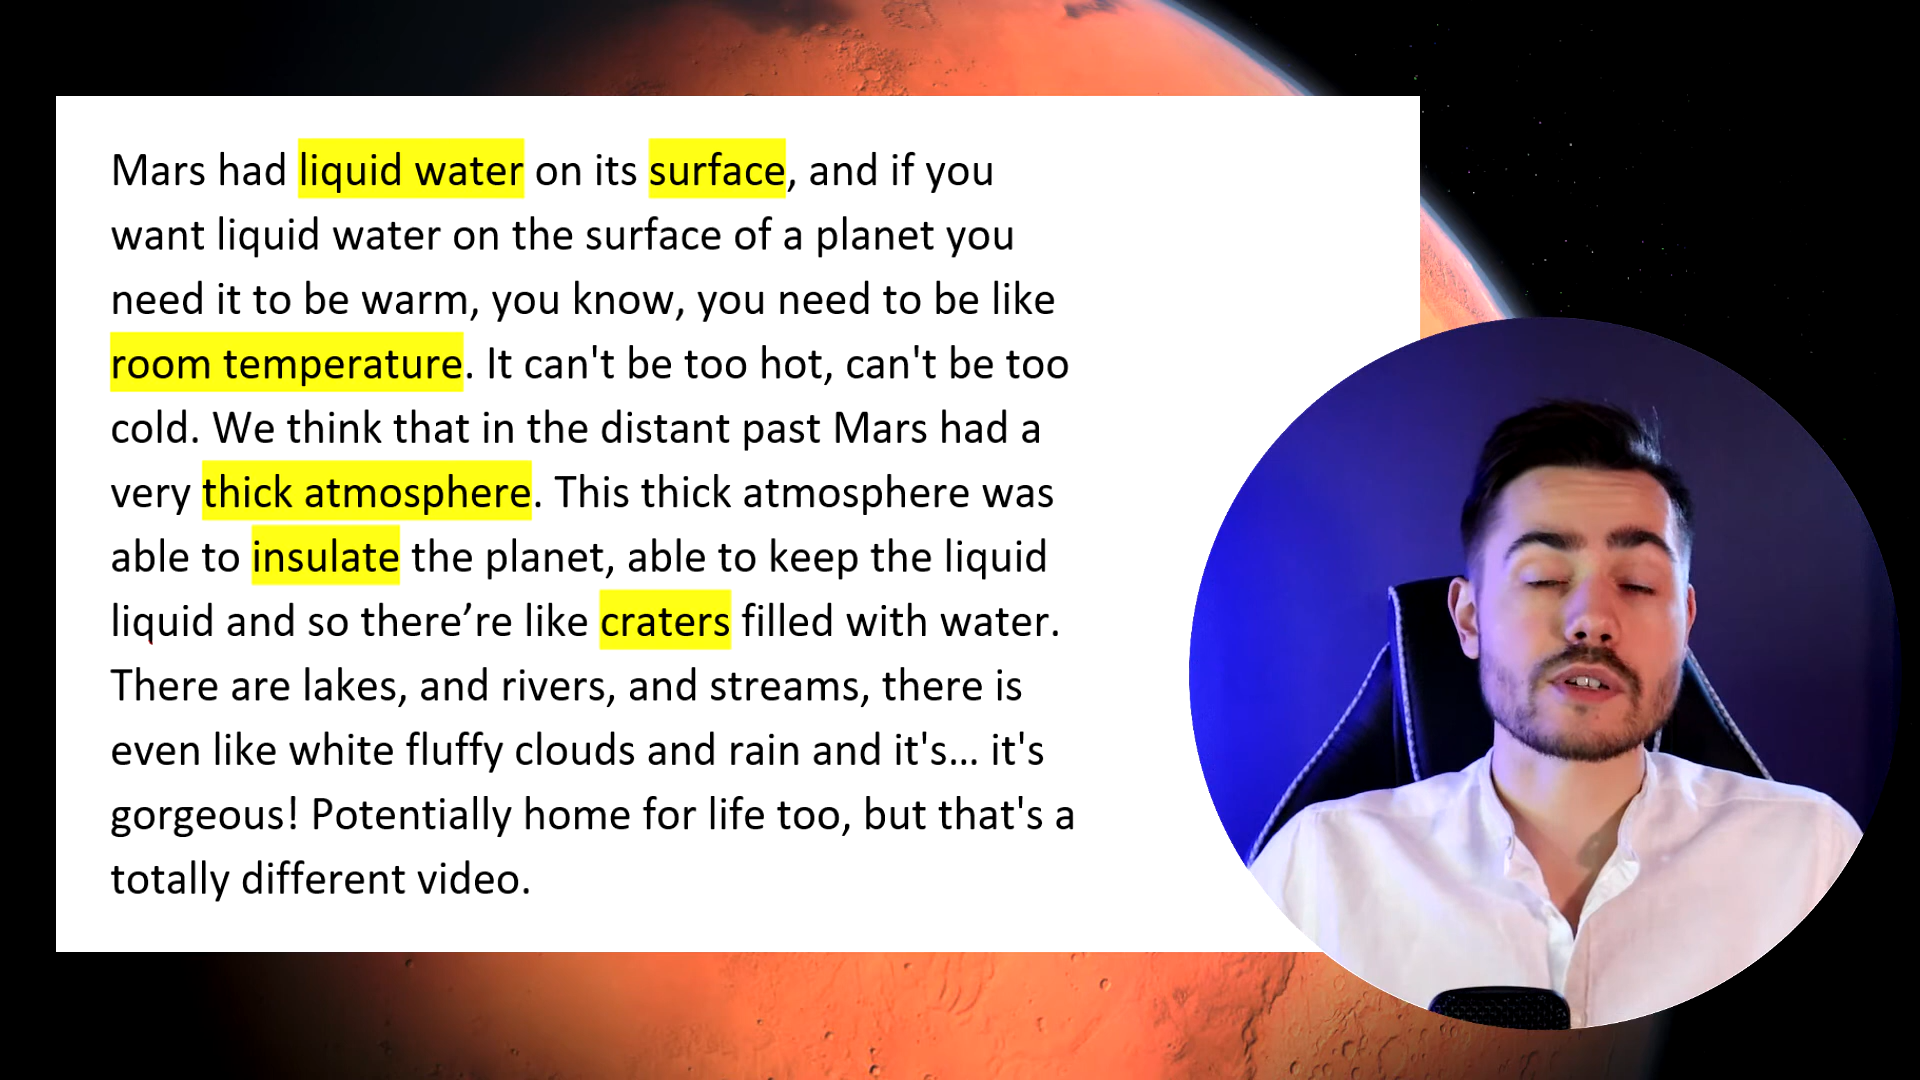 Mars had liquid water on its surface, and if you
want liquid water on the surface of a planet you
need it to be warm, you know, you need to be like
room temperature. It can't be too hot, can't be too
cold. We think that in the distant past Mars had a
very thick atmosphere. This thick atmosphere was
able to insulate the planet, able to keep the liquid
liquid and so there’re like craters filled with water.
There are lakes, and rivers, and streams, there is
even like white fluffy clouds and rain and it's... it's
gorgeous! Potentially home for life too, but that's a
totally different video.